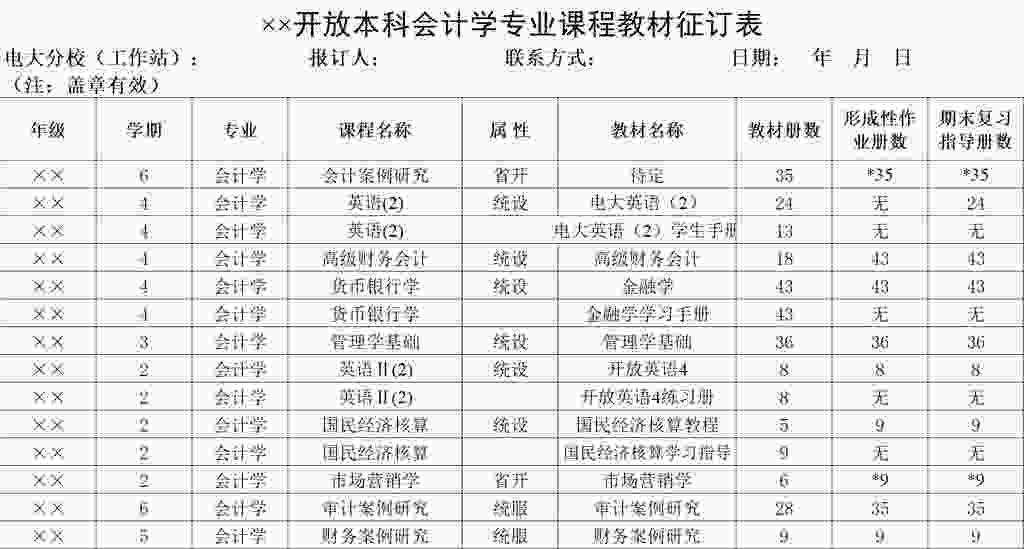 ××开放本科会计学专业课程教材征订表
电大分校（工作站）： 报订人： 联系方式： 日期： 年 月 日
（注：盖章有效）
年级 学期 专业 课程名称 属性 教材名称 教材册数 形成性作业册数 期末复习指导册数
×× 6 会计学 会计案例研究 省开 待定 35 *35 *35
×× 4 会计学 英语(2) 统设 电大英语（2） 24 无 24
×× 4 会计学 英语(2) 电大英语（2）学生手册 13 无 无
×× 4 会计学 高级财务会计 统设 高级财务会计 18 43 43
×× 4 会计学 货币银行学 统设 金融学 43 43 43
×× 4 会计学 货币银行学 金融学学习手册 43 无 无
×× 3 会计学 管理学基础 统设 管理学基础 36 36 36
×× 2 会计学 英语Ⅱ(2) 统设 开放英语4 8 8 8
×× 2 会计学 英语Ⅱ(2) 开放英语4练习册 8 无 无
×× 2 会计学 国民经济核算 统设 国民经济核算教程 5 9 9
×× 2 会计学 国民经济核算 国民经济核算学习指导 9 无 无
×× 2 会计学 市场营销学 省开 市场营销学 6 *9 *9
×× 6 会计学 审计案例研究 统服 审计案例研究 28 35 35
×× 5 会计学 财务案例研究 统服 财务案例研究 9 9 9